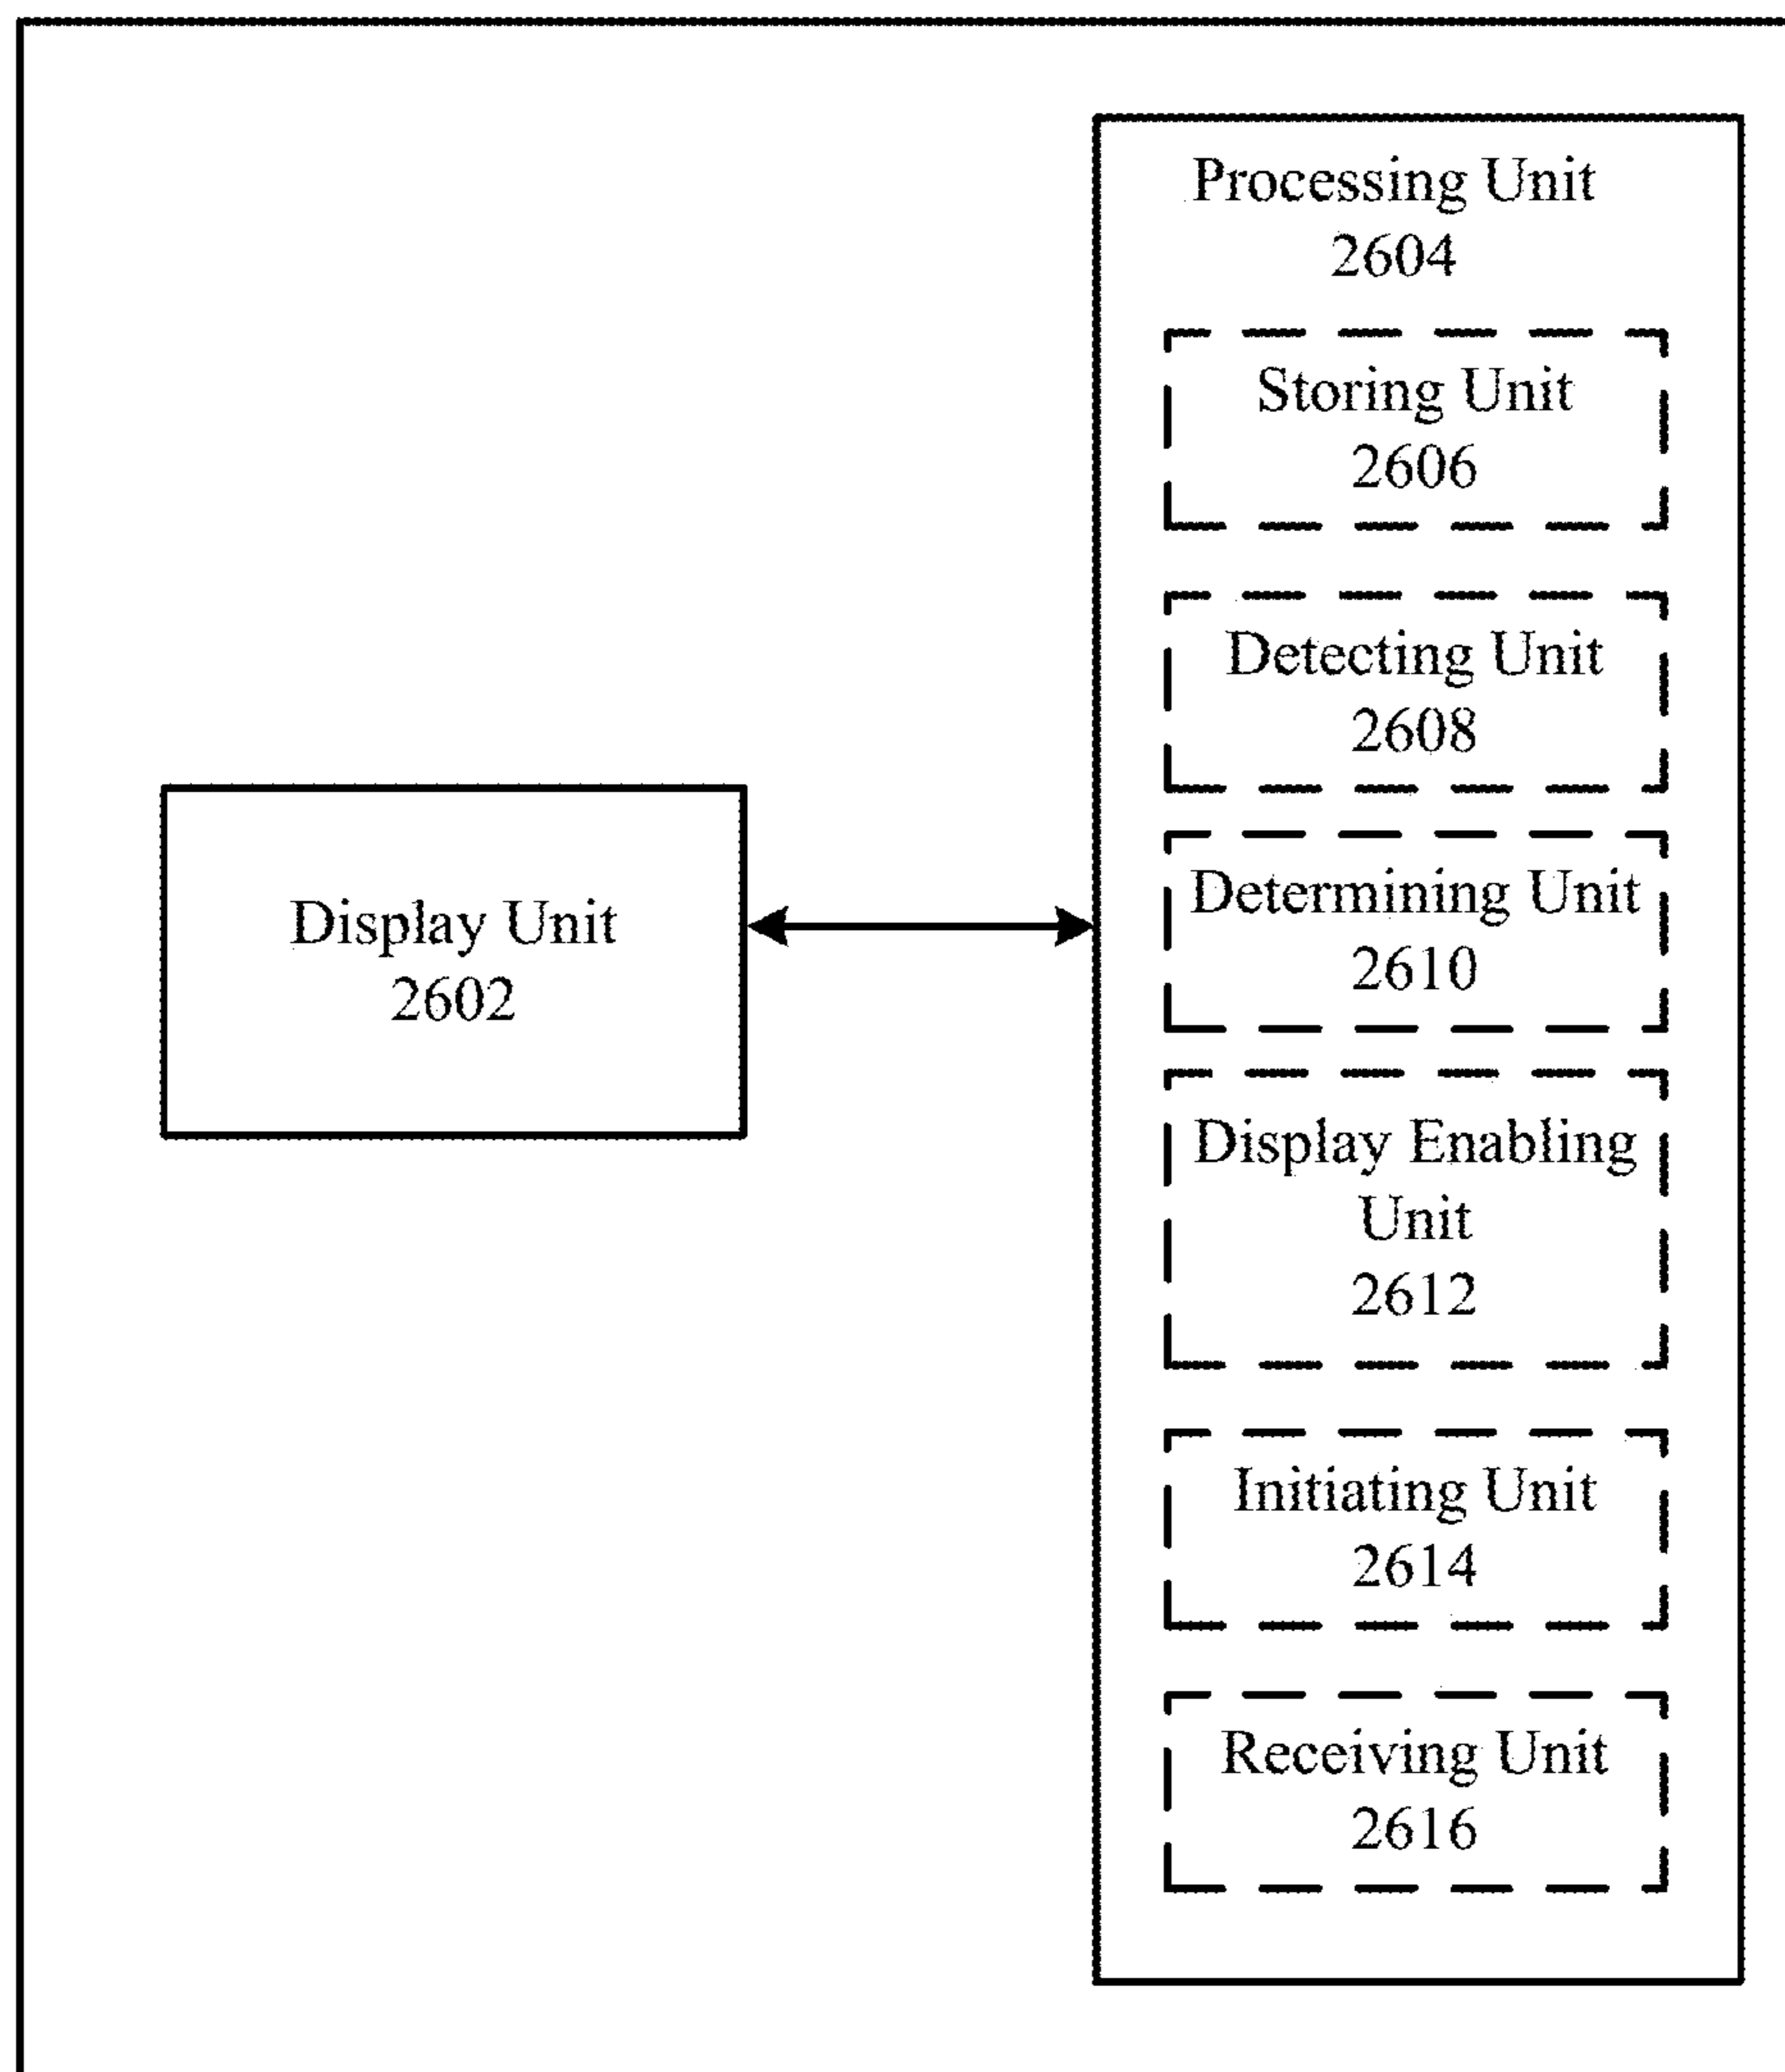 Processing Unit
2604
Storing Unit
2606
Detecting Unit
2608
Determining Unit
2610
Display Enabling
Unit
2612
Initiating Unit
2614
Receiving Unit
2616
Display Unit
2602